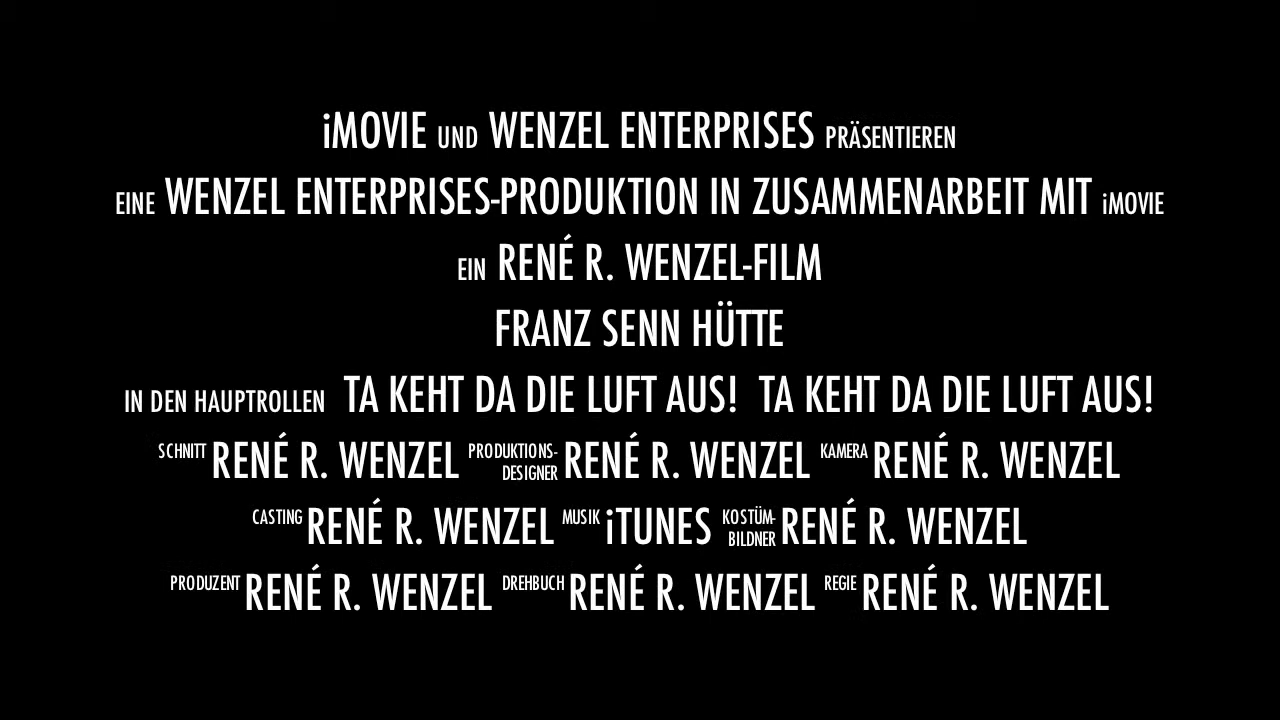 iMOVIE UND WENZEL ENTERPRISES PRÄSENTIEREN
EINE WENZEL ENTERPRISES-PRODUKTION IN ZUSAMMENARBEIT MIT iMOVIE
EIN RENÉ R. WENZEL-FILM
FRANZ SENN HÜTTE
IN DEN HAUPTROLLEN TA KEHT DA DIE LUFT AUS! TA KEHT DA DIE LUFT AUS!
SCHNITT RENÉ R. WENZEL PRODUKTIONS-DESIGNER RENÉ R. WENZEL KAMERA RENÉ R. WENZEL
CASTING RENÉ R. WENZEL MUSIK iTUNES KOSTÜM-BILDNER RENÉ R. WENZEL
PRODUZENT RENÉ R. WENZEL DREHBUCH RENÉ R. WENZEL REGIE RENÉ R. WENZEL